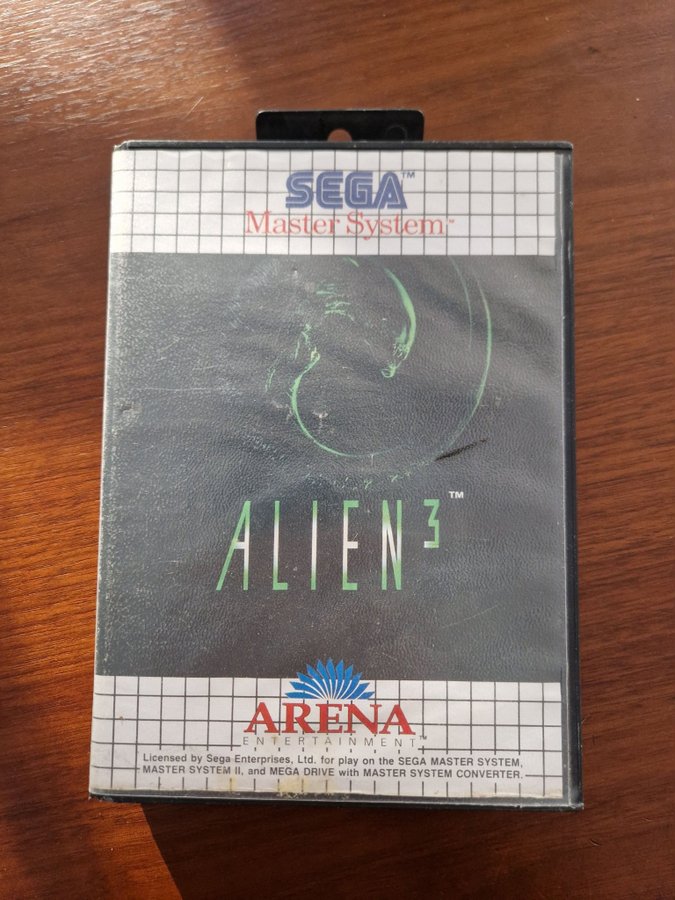 SEGA™
Master System™
ALIEN³™
ARENA
ENTERTAINMENT™
Licensed by Sega Enterprises, Ltd. for play on the SEGA MASTER SYSTEM,
MASTER SYSTEM II, and MEGA DRIVE with MASTER SYSTEM CONVERTER.